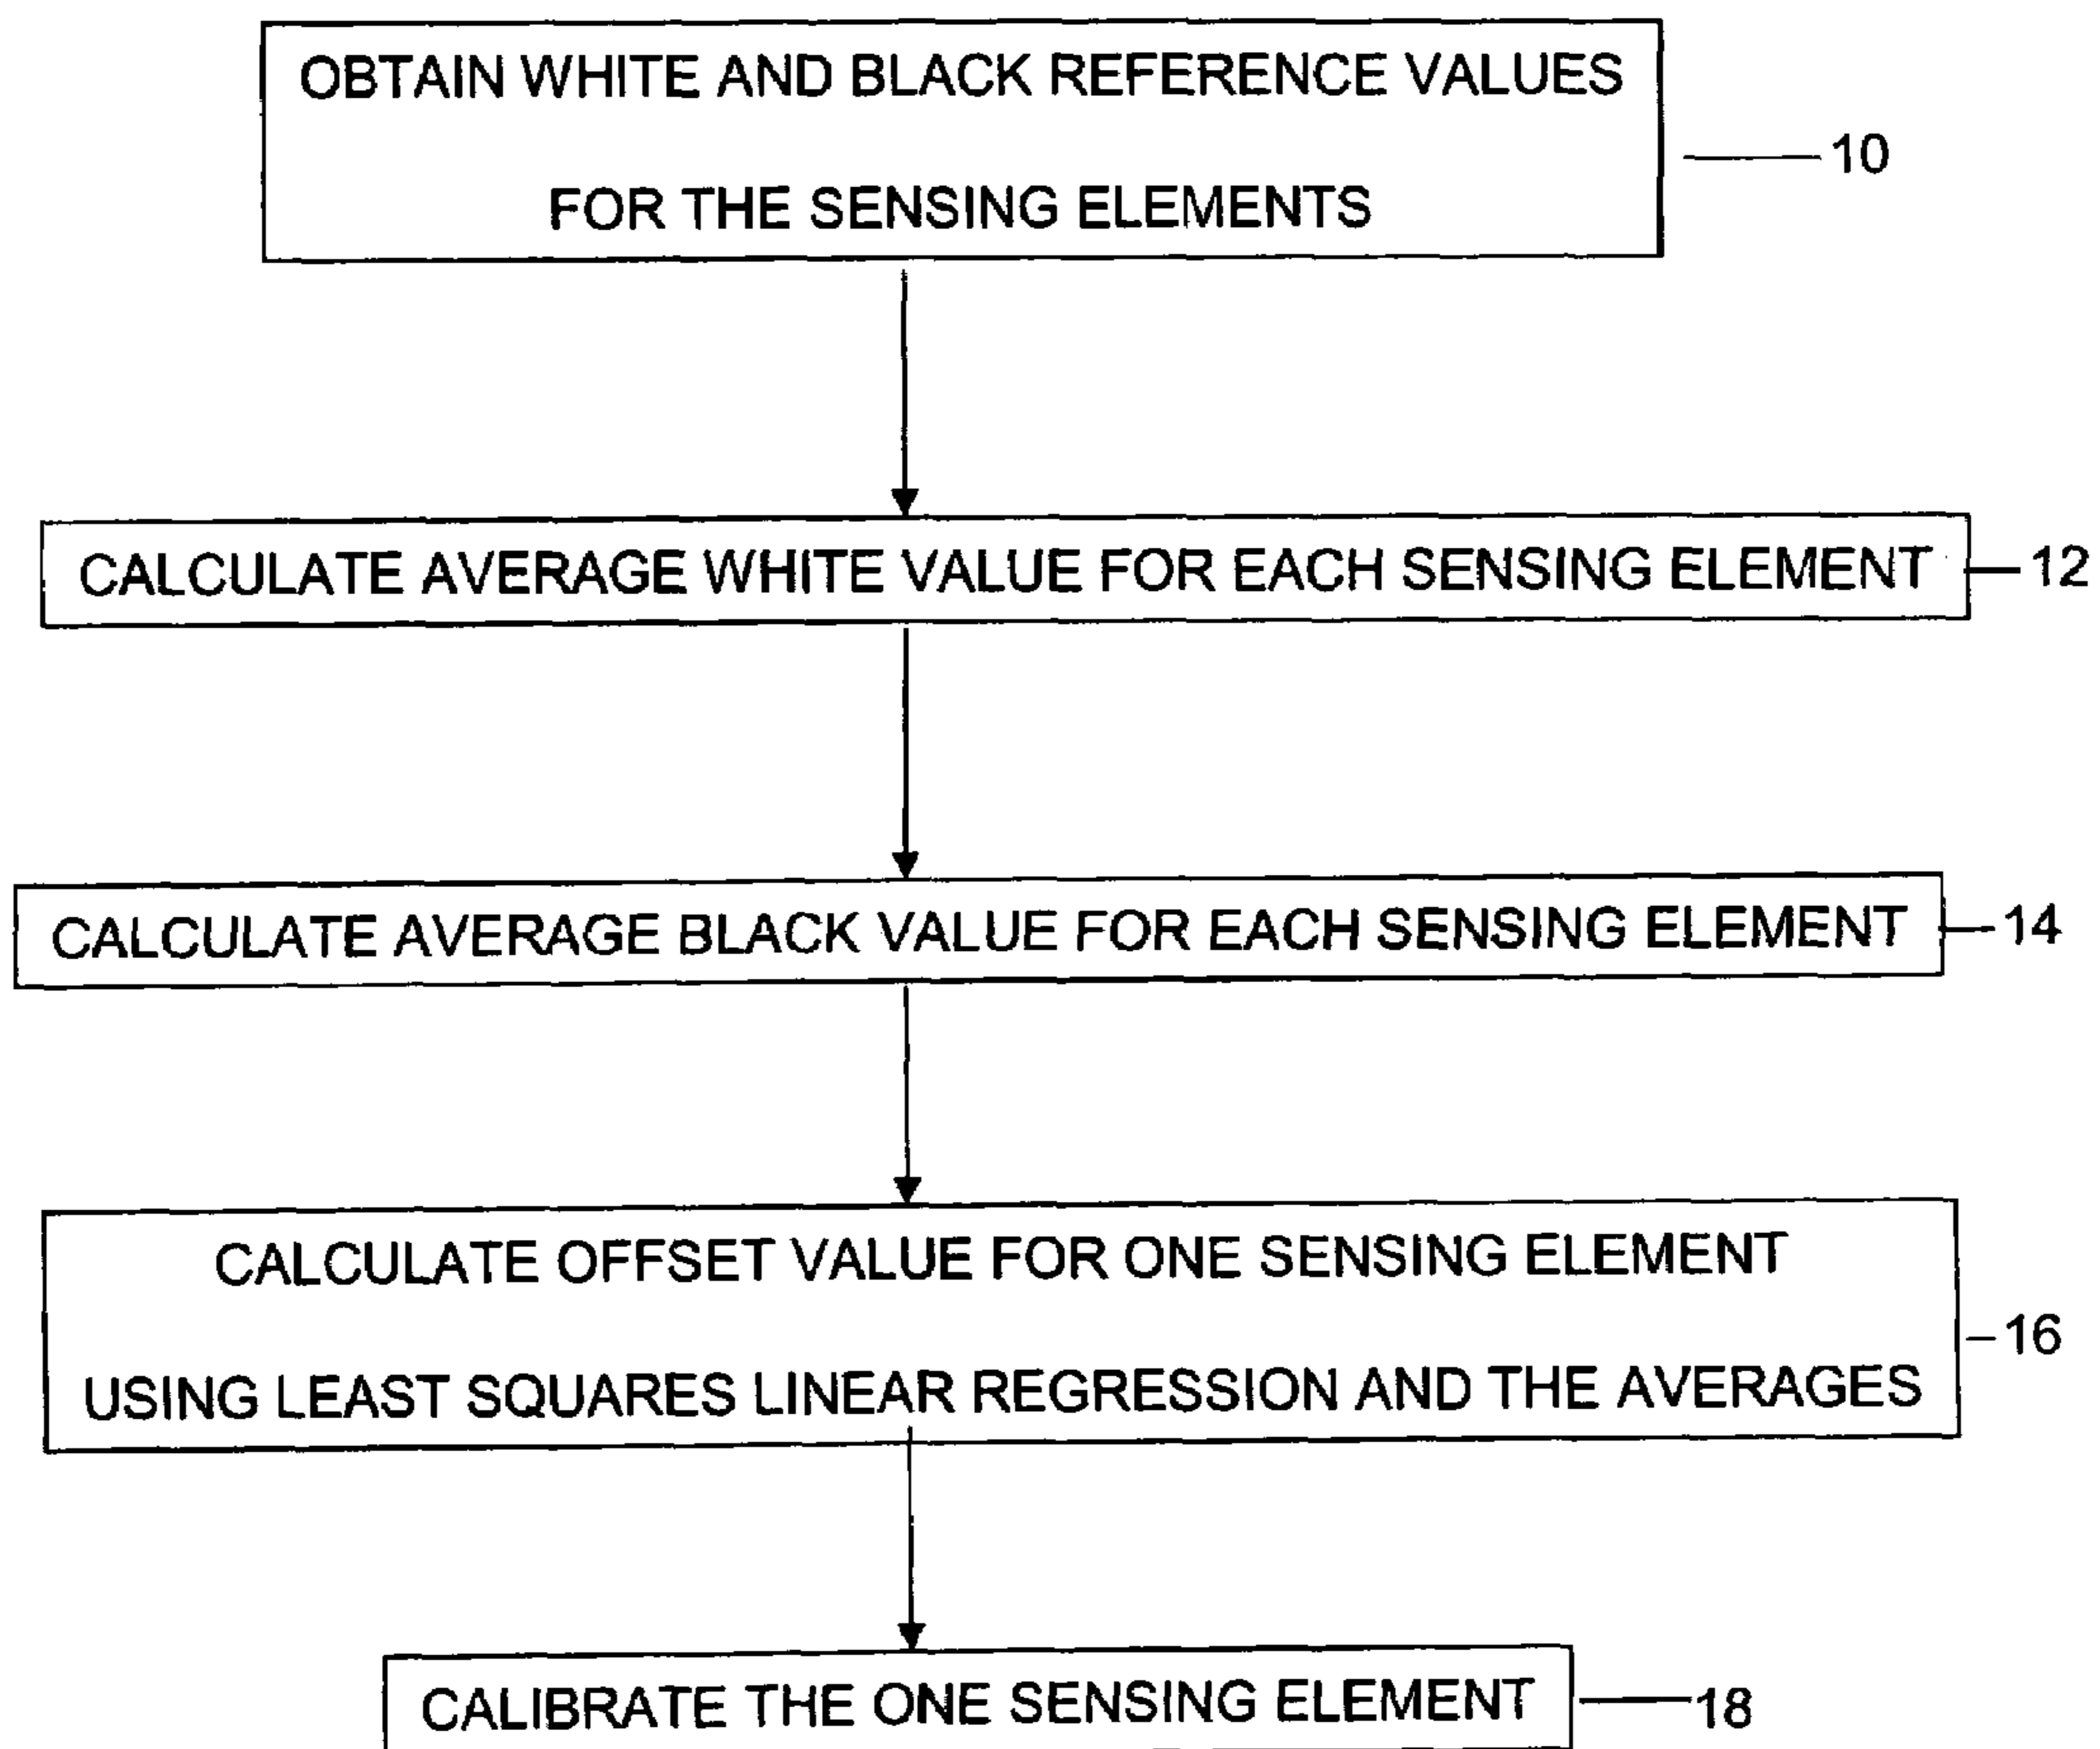 OBTAIN WHITE AND BLACK REFERENCE VALUES
FOR THE SENSING ELEMENTS
10
CALCULATE AVERAGE WHITE VALUE FOR EACH SENSING ELEMENT
12
CALCULATE AVERAGE BLACK VALUE FOR EACH SENSING ELEMENT
14
CALCULATE OFFSET VALUE FOR ONE SENSING ELEMENT
USING LEAST SQUARES LINEAR REGRESSION AND THE AVERAGES
16
CALIBRATE THE ONE SENSING ELEMENT
18